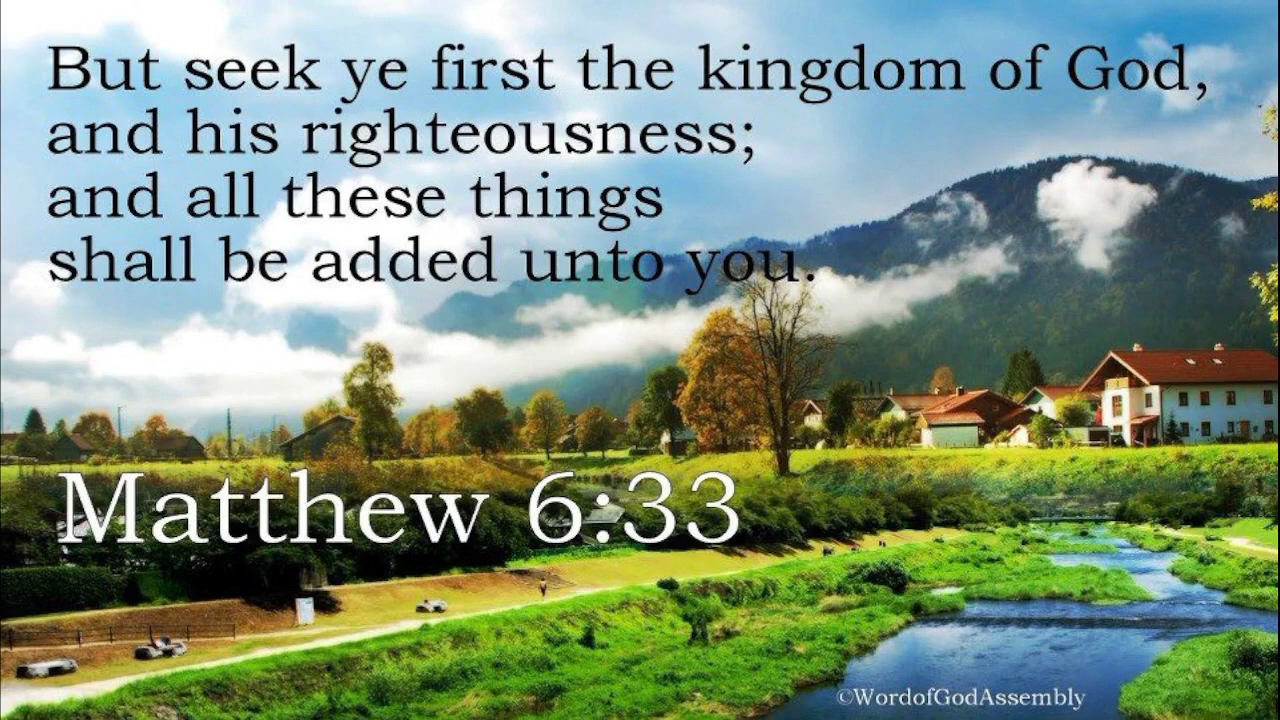 But seek ye first the kingdom of God,
and his righteousness;
and all these things
shall be added unto you.
Matthew 6:33
©WordofGodAssembly